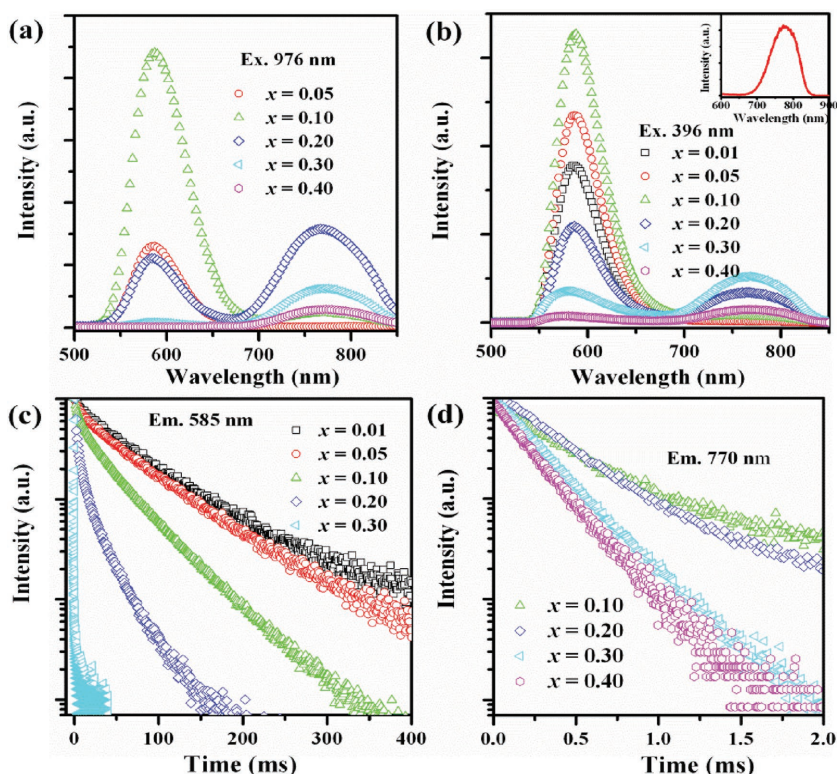 (a)
Ex. 976 nm
x = 0.05
x = 0.10
x = 0.20
x = 0.30
x = 0.40
Intensity (a.u.)
500 600 700 800
Wavelength (nm)
(b)
Intensity (a.u.)
600 700 800 900
Wavelength (nm)
Ex. 396 nm
x = 0.01
x = 0.05
x = 0.10
x = 0.20
x = 0.30
x = 0.40
Intensity (a.u.)
500 600 700 800
Wavelength (nm)
(c)
Em. 585 nm
x = 0.01
x = 0.05
x = 0.10
x = 0.20
x = 0.30
Intensity (a.u.)
0 100 200 300 400
Time (ms)
(d)
Em. 770 nm
x = 0.10
x = 0.20
x = 0.30
x = 0.40
Intensity (a.u.)
0.0 0.5 1.0 1.5 2.0
Time (ms)